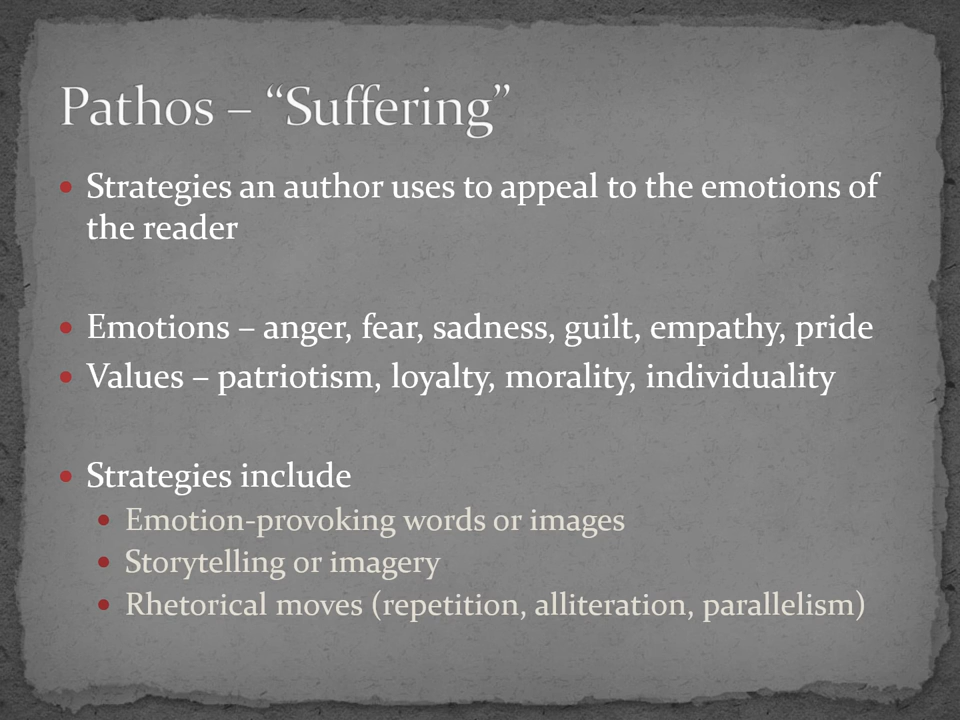 Pathos – “Suffering”
• Strategies an author uses to appeal to the emotions of
the reader
• Emotions – anger, fear, sadness, guilt, empathy, pride
• Values – patriotism, loyalty, morality, individuality
• Strategies include
• Emotion-provoking words or images
• Storytelling or imagery
• Rhetorical moves (repetition, alliteration, parallelism)